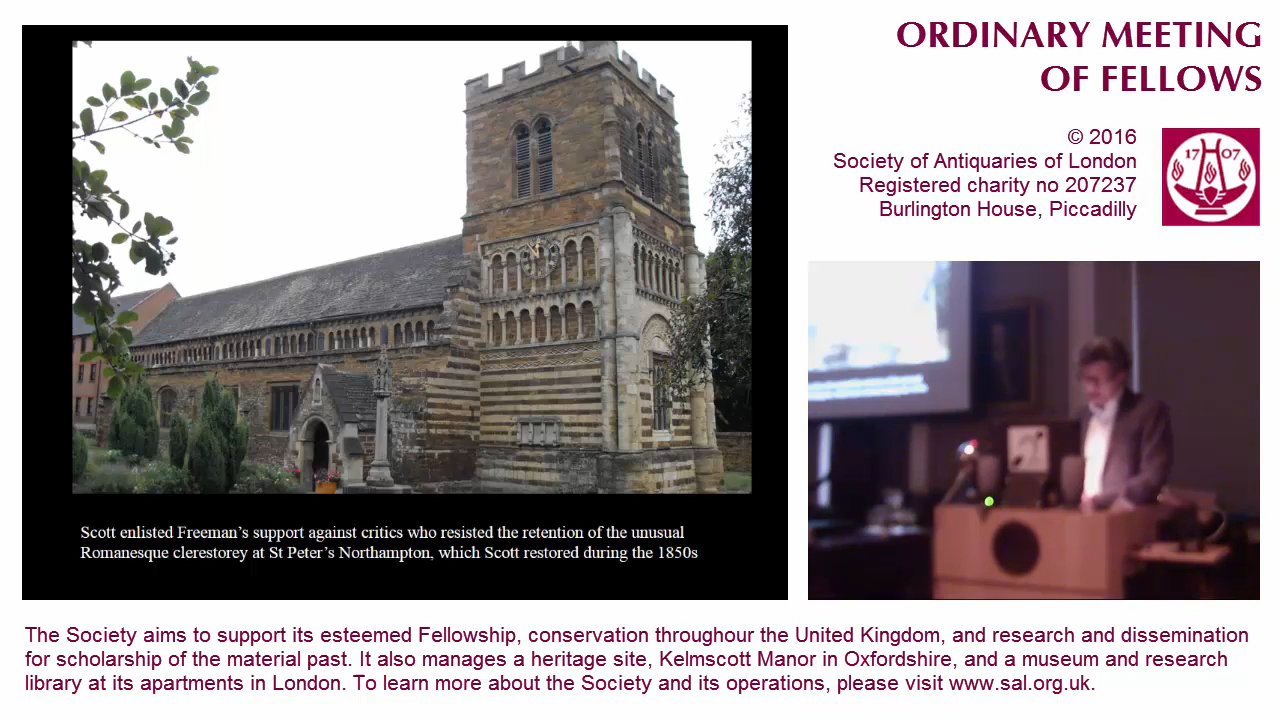 ORDINARY MEETING
OF FELLOWS
© 2016
Society of Antiquaries of London
Registered charity no 207237
Burlington House, Piccadilly
17 07
Scott enlisted Freeman's support against critics who resisted the retention of the unusual
Romanesque clerestorey at St Peter's Northampton, which Scott restored during the 1850s
The Society aims to support its esteemed Fellowship, conservation throughour the United Kingdom, and research and dissemination
for scholarship of the material past. It also manages a heritage site, Kelmscott Manor in Oxfordshire, and a museum and research
library at its apartments in London. To learn more about the Society and its operations, please visit www.sal.org.uk.